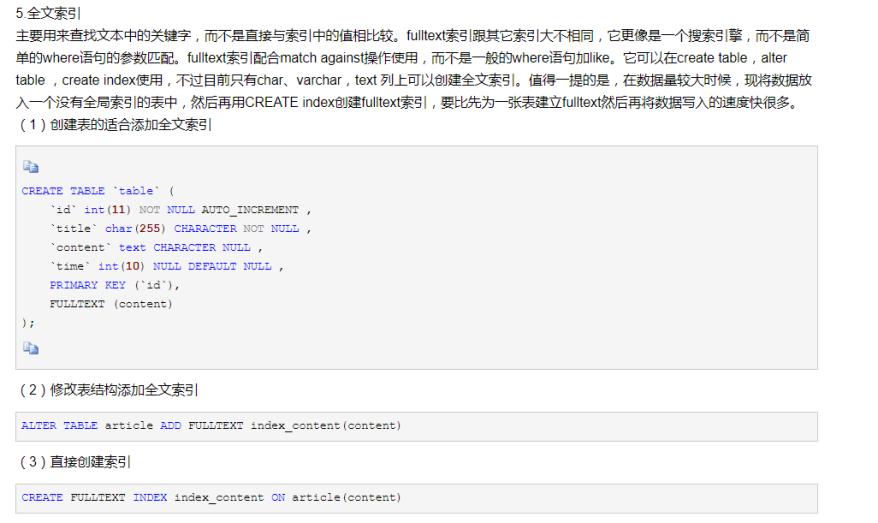 5.全文索引
主要用来查找文本中的关键字，而不是直接与索引中的值相比较。fulltext索引跟其它索引大不相同，它更像是一个搜索引擎，而不是简
单的where语句的参数匹配。fulltext索引配合match against操作使用，而不是一般的where语句加like。它可以在create table，alter
table ，create index使用，不过目前只有char、varchar，text 列上可以创建全文索引。值得一提的是，在数据量较大时候，现将数据放
入一个没有全局索引的表中，然后再用CREATE index创建fulltext索引，要比先为一张表建立fulltext然后再将数据写入的速度快很多。
（1）创建表的适合添加全文索引
CREATE TABLE `table` (
    `id` int(11) NOT NULL AUTO_INCREMENT ,
    `title` char(255) CHARACTER NOT NULL ,
    `content` text CHARACTER NULL ,
    `time` int(10) NULL DEFAULT NULL ,
    PRIMARY KEY (`id`),
    FULLTEXT (content)
);
（2）修改表结构添加全文索引
ALTER TABLE article ADD FULLTEXT index_content(content)
（3）直接创建索引
CREATE FULLTEXT INDEX index_content ON article(content)